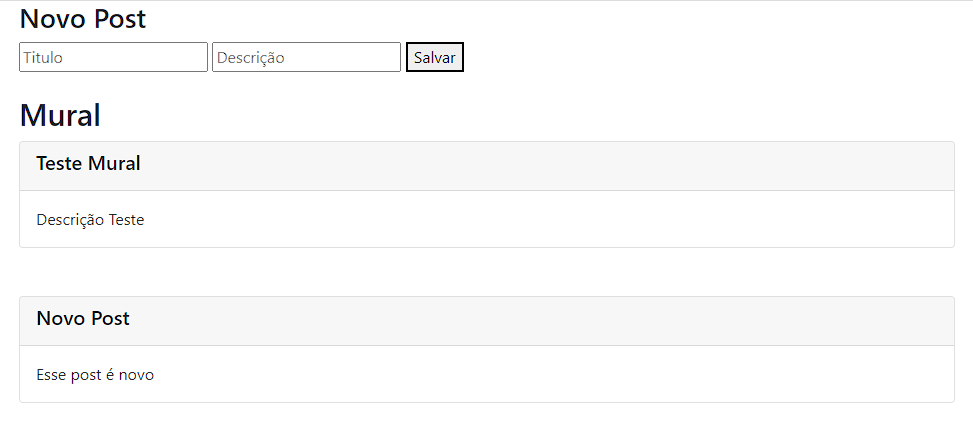 Novo Post
Titulo Descrição Salvar
Mural
Teste Mural
Descrição Teste
Novo Post
Esse post é novo